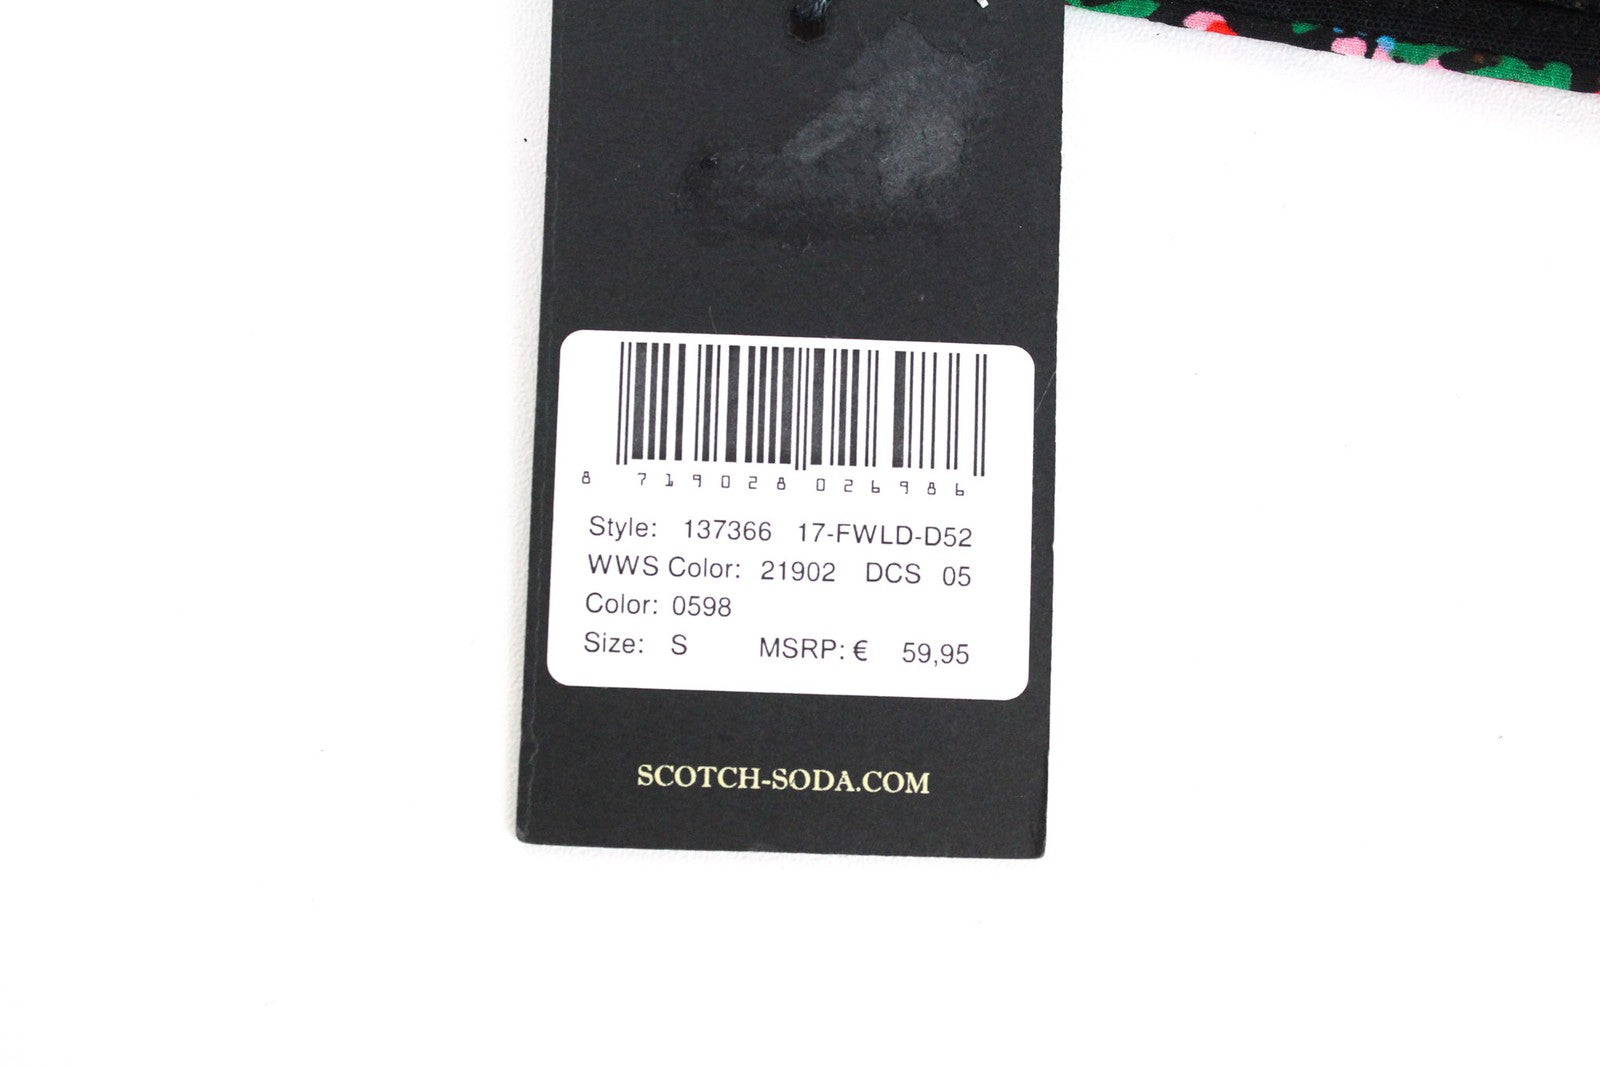 8 719028 026986
Style: 137366 17-FWLD-D52
WWS Color: 21902 DCS 05
Color: 0598
Size: S MSRP: € 59,95
SCOTCH-SODA.COM